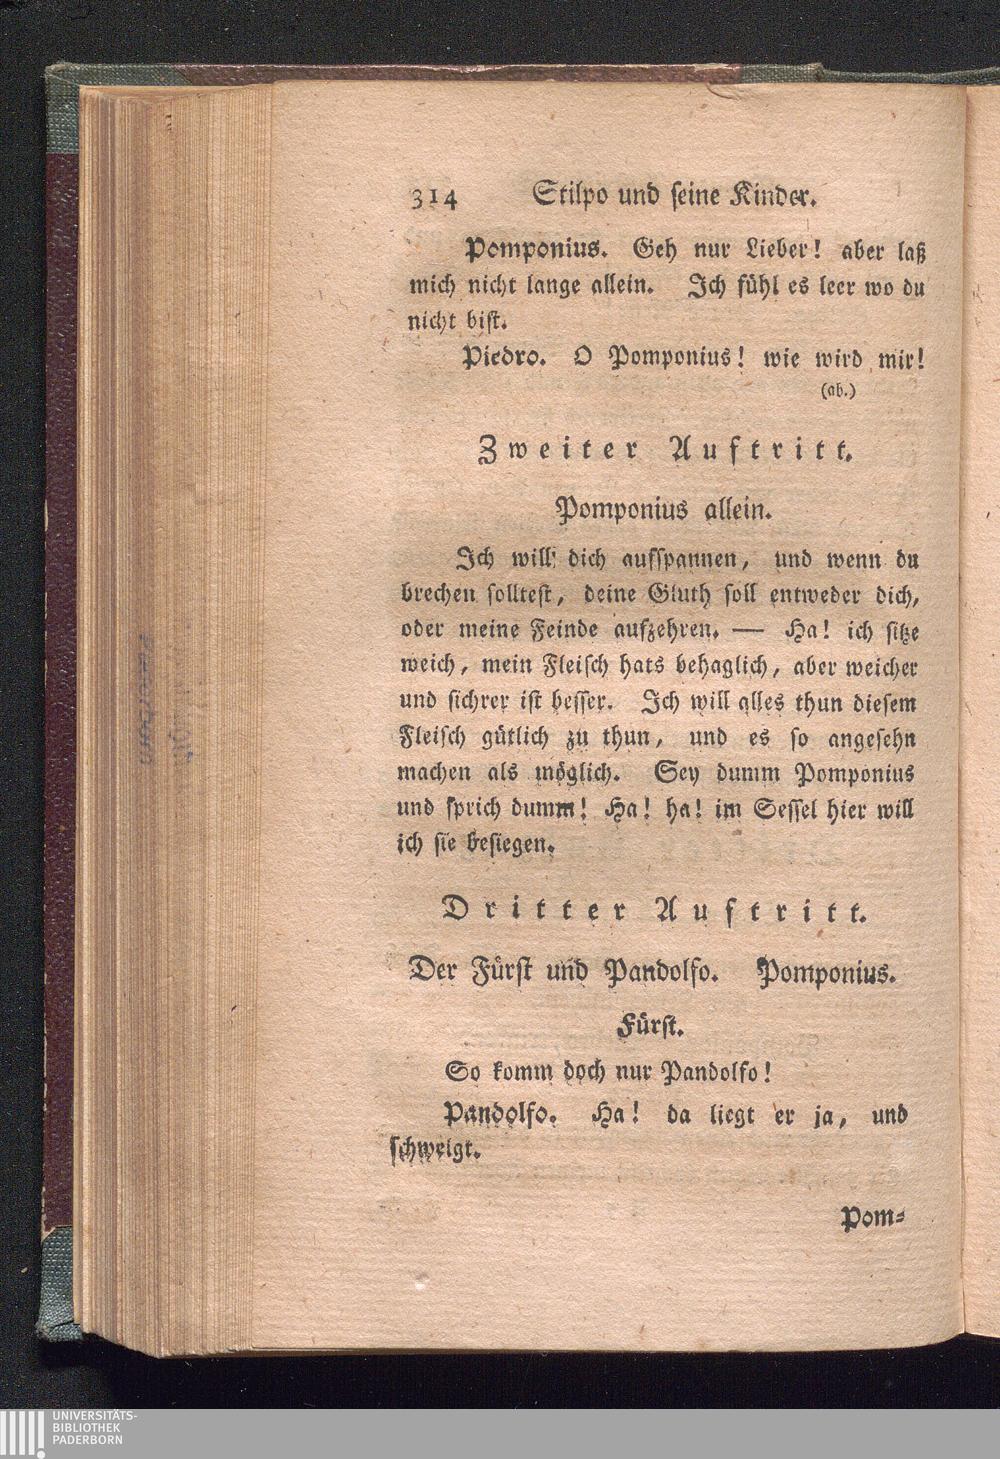 314 Stilpo und ſeine Kinder.
Pomponius. Geh nur Lieber! aber laß
mich nicht lange allein. Ich fühl es leer wo du
nicht biſt.
Piedro. O Pomponius! wie wird mir!
(ab.)
Zweiter Auftritt.
Pomponius allein.
Ich will dich aufſpannen, und wenn du
brechen ſollteſt, deine Gluth ſoll entweder dich,
oder meine Feinde aufzehren. — Ha! ich ſitze
weich, mein Fleiſch hats behaglich, aber weicher
und ſichrer iſt beſſer. Ich will alles thun dieſem
Fleiſch gütlich zu thun, und es ſo angeſehn
machen als möglich. Sey dumm Pomponius
und ſprich dumm! Ha! ha! im Seſſel hier will
ich ſie beſiegen.
Dritter Auftritt.
Der Fürſt und Pandolfo. Pomponius.
Fürſt.
So komm doch nur Pandolfo!
Pandolfo. Ha! da liegt er ja, und
ſchweigt.
Pom⸗
UNIVERSITÄTS-
BIBLIOTHEK
PADERBORN